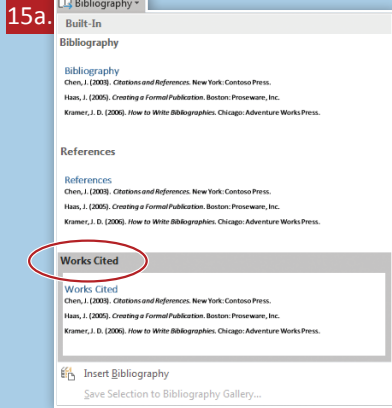 15a.
Bibliography
Built-In
Bibliography
Bibliography
Chen, J. (2003). Citations and References. New York: Contoso Press.
Haas, J. (2005). Creating a Formal Publication. Boston: Proseware, Inc.
Kramer, J. D. (2006). How to Write Bibliographies. Chicago: Adventure Works Press.
References
References
Chen, J. (2003). Citations and References. New York: Contoso Press.
Haas, J. (2005). Creating a Formal Publication. Boston: Proseware, Inc.
Kramer, J. D. (2006). How to Write Bibliographies. Chicago: Adventure Works Press.
Works Cited
Works Cited
Chen, J. (2003). Citations and References. New York: Contoso Press.
Haas, J. (2005). Creating a Formal Publication. Boston: Proseware, Inc.
Kramer, J. D. (2006). How to Write Bibliographies. Chicago: Adventure Works Press.
Insert Bibliography
Save Selection to Bibliography Gallery...